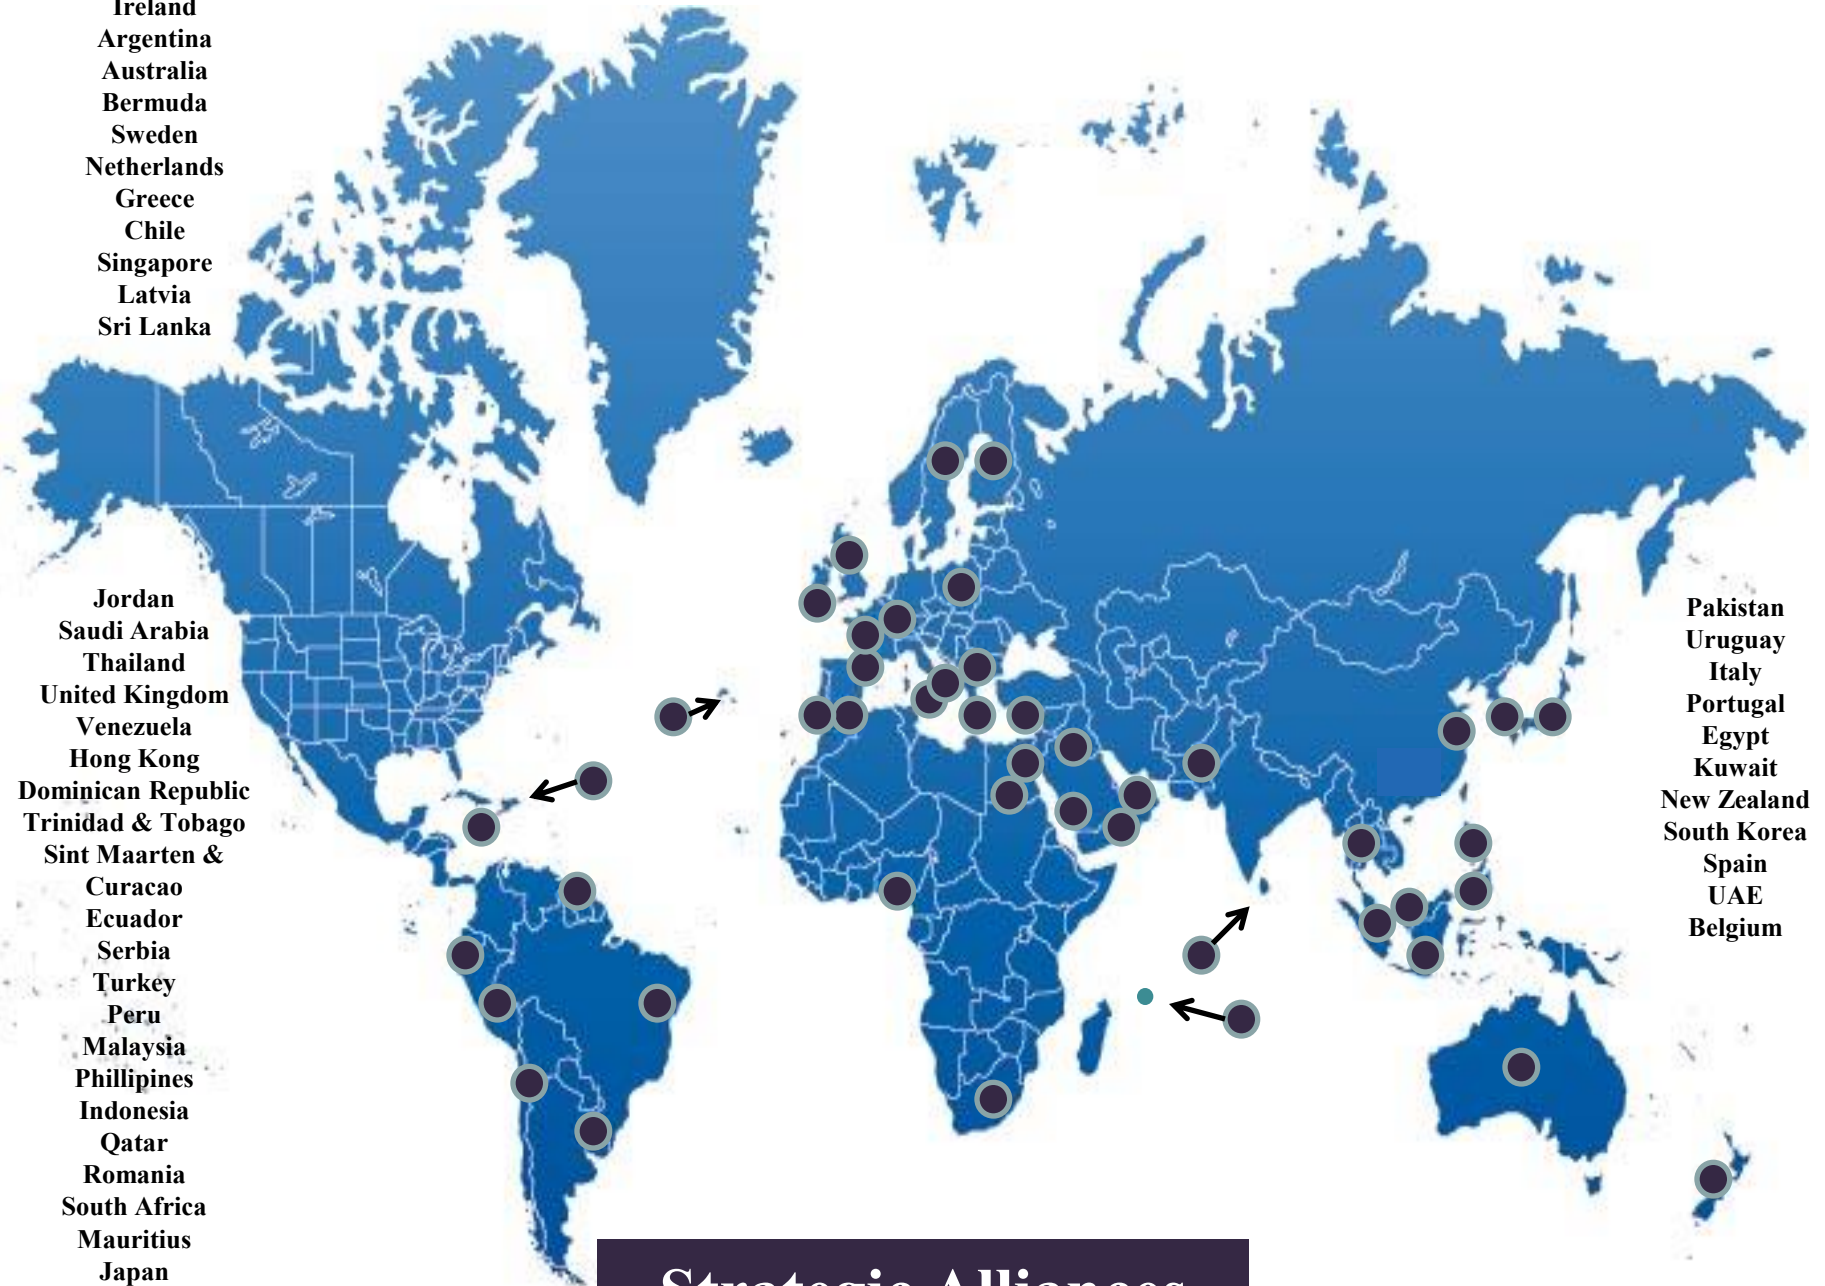 Ireland
Argentina
Australia
Bermuda
Sweden
Netherlands
Greece
Chile
Singapore
Latvia
Sri Lanka
Jordan
Saudi Arabia
Thailand
United Kingdom
Venezuela
Hong Kong
Dominican Republic
Trinidad & Tobago
Sint Maarten &
Curacao
Ecuador
Serbia
Turkey
Peru
Malaysia
Phillipines
Indonesia
Qatar
Romania
South Africa
Mauritius
Japan
Pakistan
Uruguay
Italy
Portugal
Egypt
Kuwait
New Zealand
South Korea
Spain
UAE
Belgium
Strategic Alliances